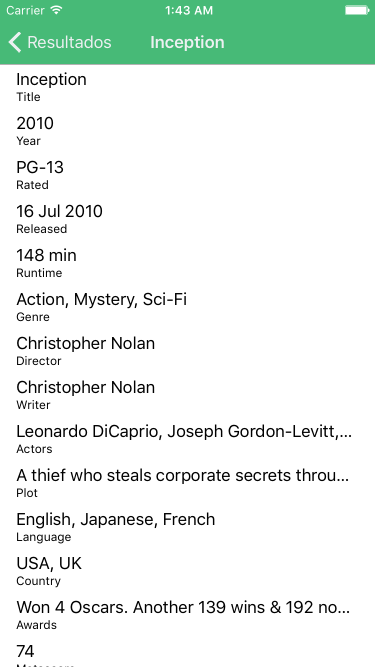 Carrier 1:43 AM
Resultados Inception
Inception
Title
2010
Year
PG-13
Rated
16 Jul 2010
Released
148 min
Runtime
Action, Mystery, Sci-Fi
Genre
Christopher Nolan
Director
Christopher Nolan
Writer
Leonardo DiCaprio, Joseph Gordon-Levitt,...
Actors
A thief who steals corporate secrets throu...
Plot
English, Japanese, French
Language
USA, UK
Country
Won 4 Oscars. Another 139 wins & 192 no...
Awards
74